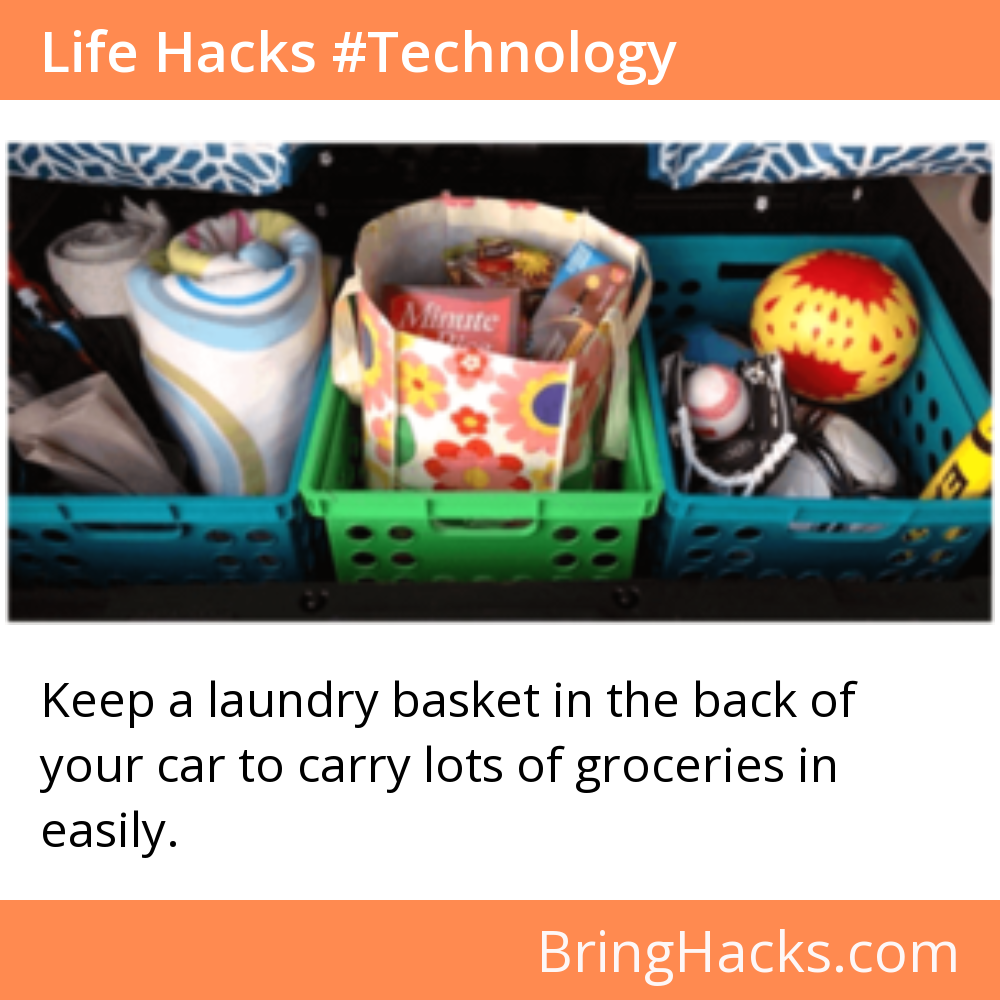 Life Hacks #Technology
Minute
Keep a laundry basket in the back of
your car to carry lots of groceries in
easily.
BringHacks.com